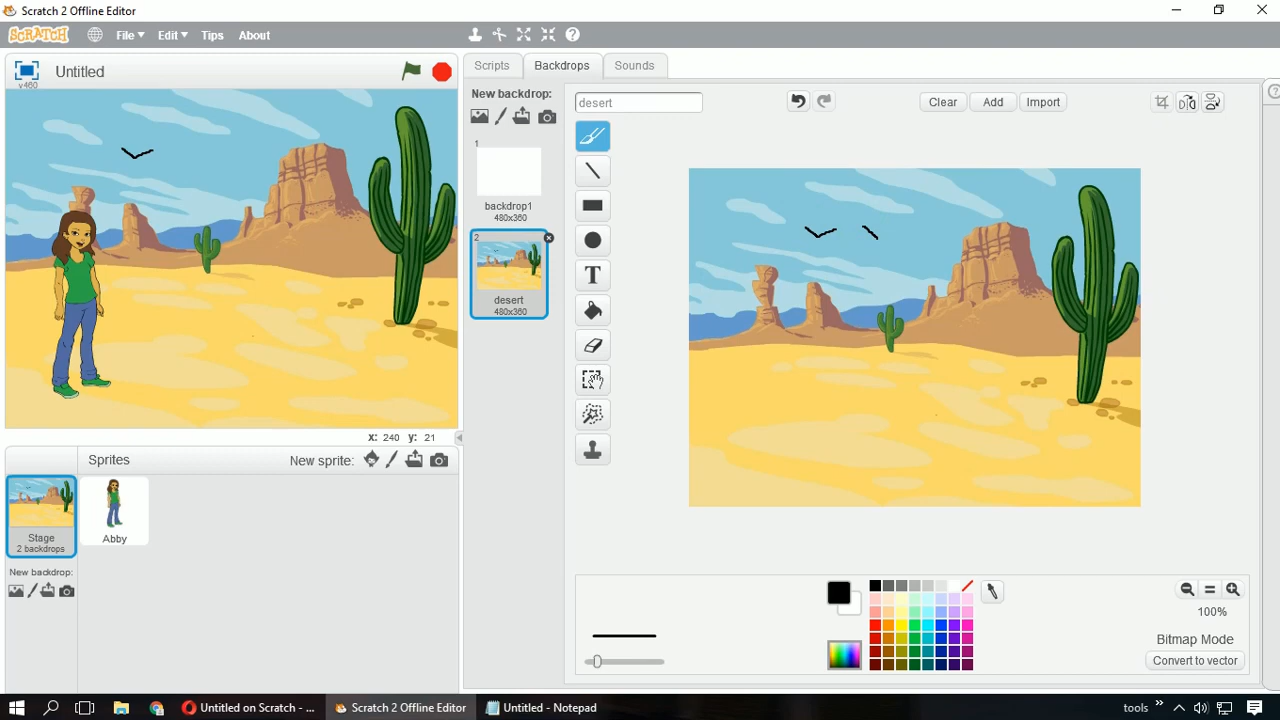 Scratch 2 Offline Editor
SCRATCH File Edit Tips About
v460 Untitled
Scripts Backdrops Sounds
New backdrop:
desert
Clear Add Import
1
backdrop1
480x360
2
desert
480x360
T
x: 240 y: 21
Sprites New sprite:
Stage
2 backdrops
Abby
New backdrop:
100%
Bitmap Mode
Convert to vector
Untitled on Scratch - ... Scratch 2 Offline Editor Untitled - Notepad tools